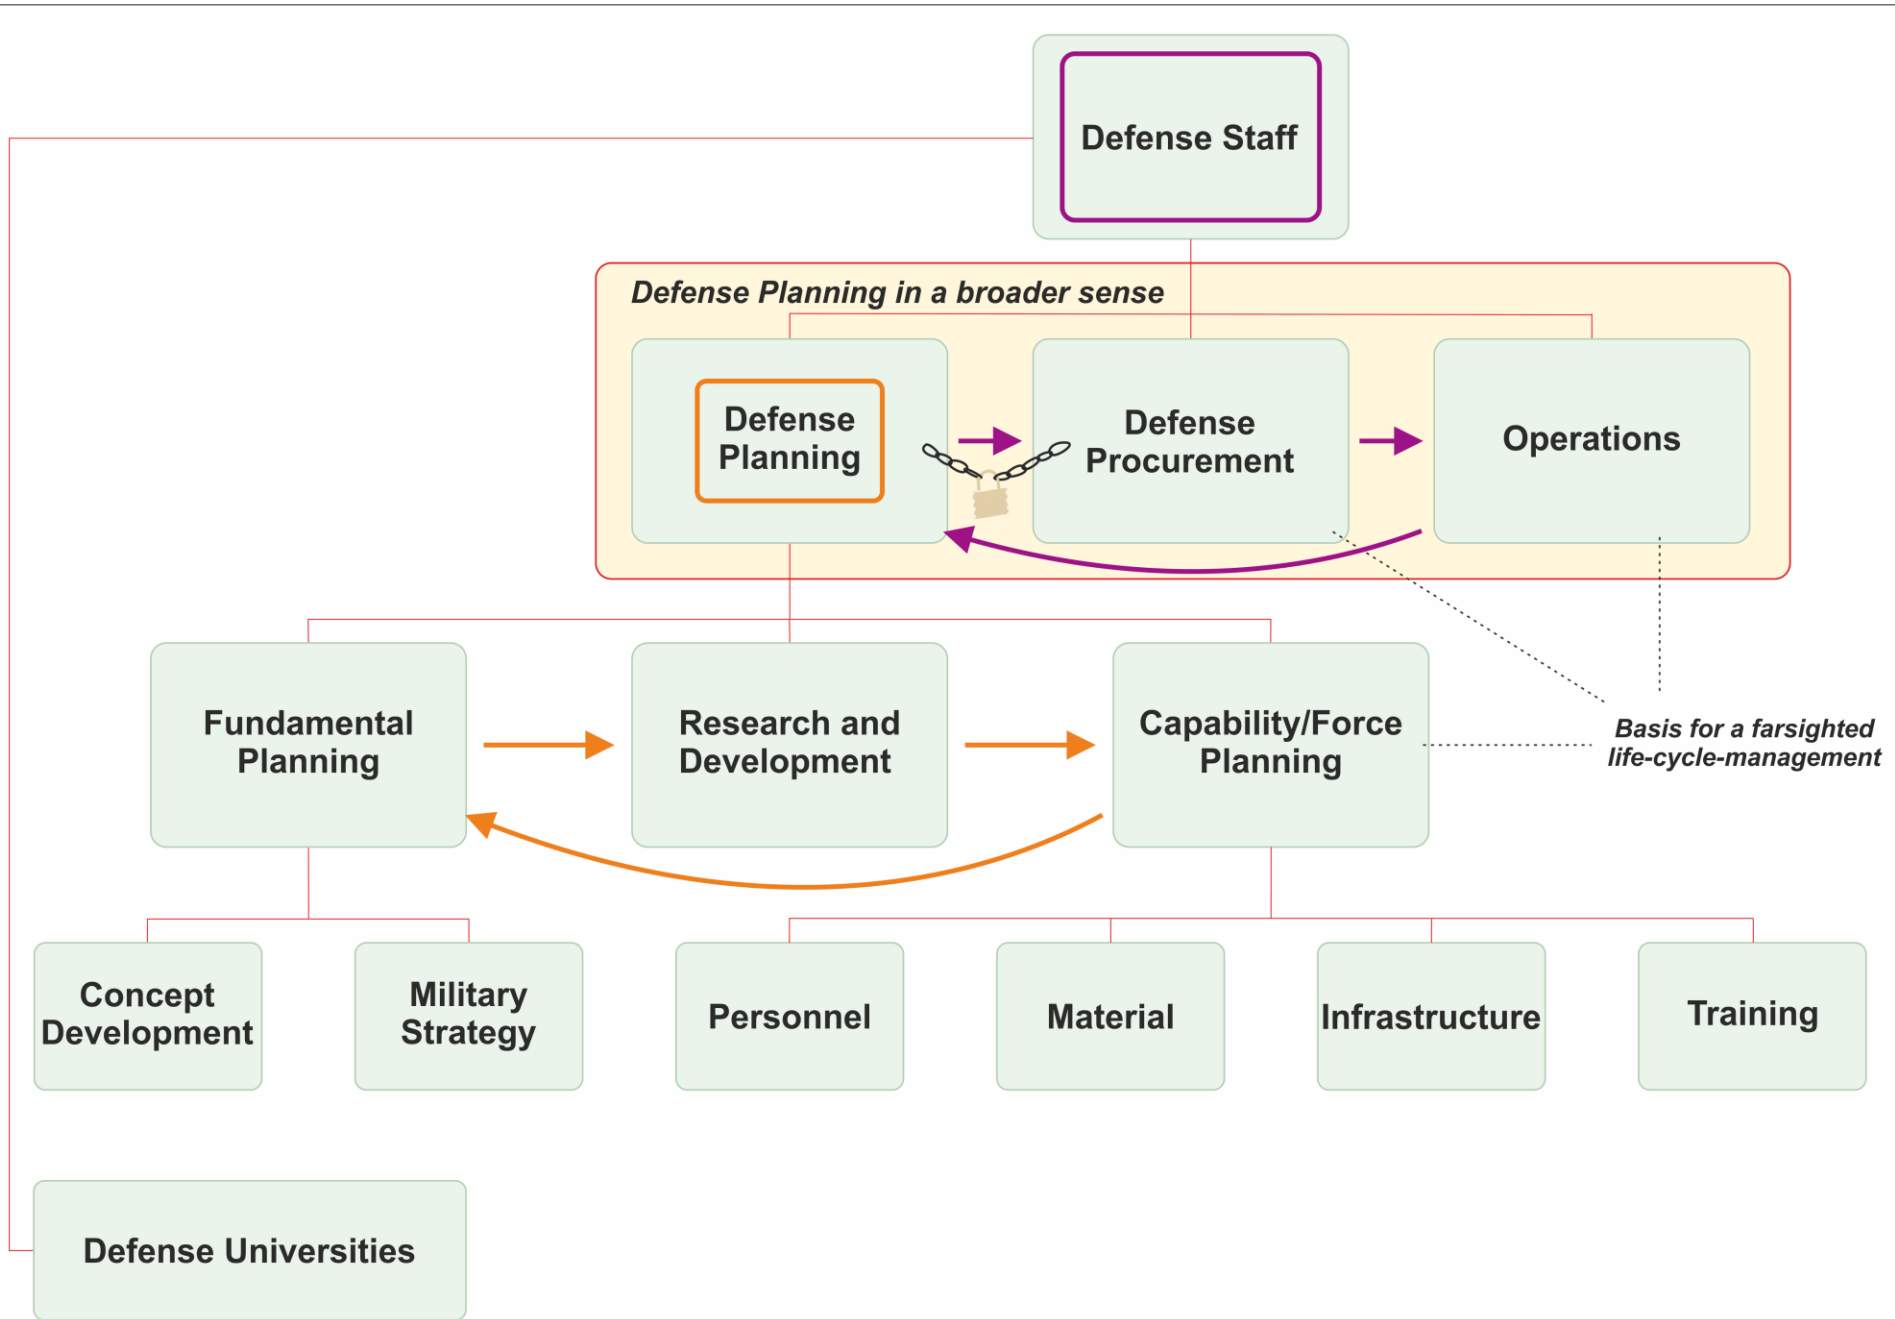 Defense Staff
Defense Planning in a broader sense
Defense
Planning
Defense
Procurement
Operations
Fundamental
Planning
Research and
Development
Capability/Force
Planning
Basis for a farsighted
life-cycle-management
Concept
Development
Military
Strategy
Personnel
Material
Infrastructure
Training
Defense Universities